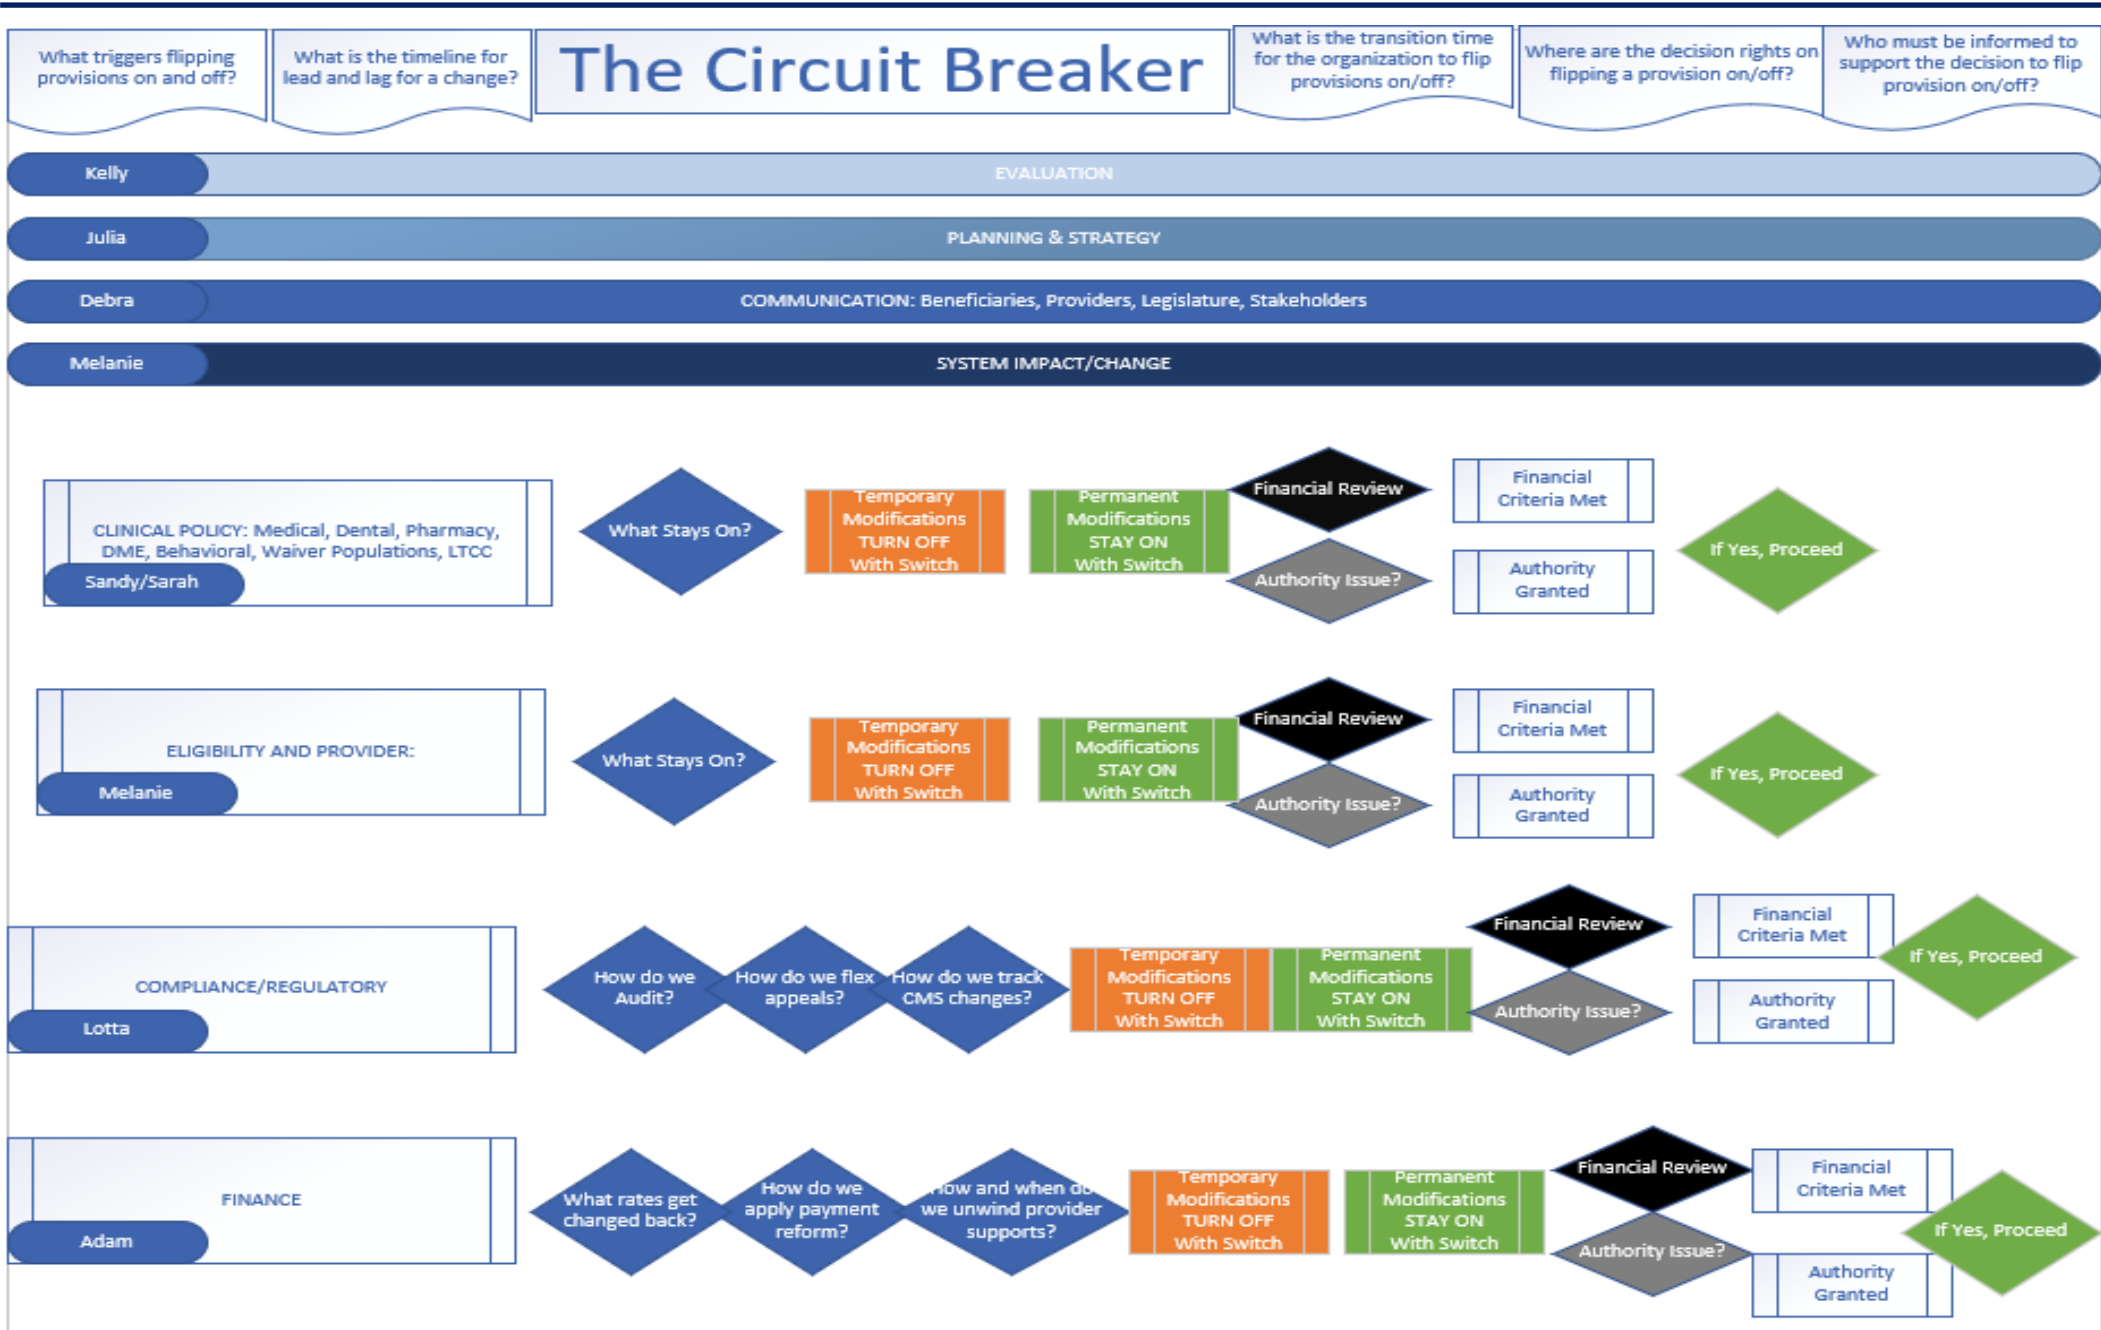 What triggers flipping
provisions on and off?
What is the timeline for
lead and lag for a change?
The Circuit Breaker
What is the transition time
for the organization to flip
provisions on/off?
Where are the decision rights on
flipping a provision on/off?
Who must be informed to
support the decision to flip
provision on/off?
Kelly
EVALUATION
Julia
PLANNING & STRATEGY
Debra
COMMUNICATION: Beneficiaries, Providers, Legislature, Stakeholders
Melanie
SYSTEM IMPACT/CHANGE
CLINICAL POLICY: Medical, Dental, Pharmacy,
DME, Behavioral, Waiver Populations, LTCC
Sandy/Sarah
What Stays On?
Temporary
Modifications
TURN OFF
With Switch
Permanent
Modifications
STAY ON
With Switch
Financial Review
Authority Issue?
Financial
Criteria Met
Authority
Granted
If Yes, Proceed
ELIGIBILITY AND PROVIDER:
Melanie
What Stays On?
Temporary
Modifications
TURN OFF
With Switch
Permanent
Modifications
STAY ON
With Switch
Financial Review
Authority Issue?
Financial
Criteria Met
Authority
Granted
If Yes, Proceed
COMPLIANCE/REGULATORY
Lotta
How do we
Audit?
How do we flex
appeals?
How do we track
CMS changes?
Temporary
Modifications
TURN OFF
With Switch
Permanent
Modifications
STAY ON
With Switch
Financial Review
Authority Issue?
Financial
Criteria Met
Authority
Granted
If Yes, Proceed
FINANCE
Adam
What rates get
changed back?
How do we
apply payment
reform?
How and when do
we unwind provider
supports?
Temporary
Modifications
TURN OFF
With Switch
Permanent
Modifications
STAY ON
With Switch
Financial Review
Authority Issue?
Financial
Criteria Met
Authority
Granted
If Yes, Proceed